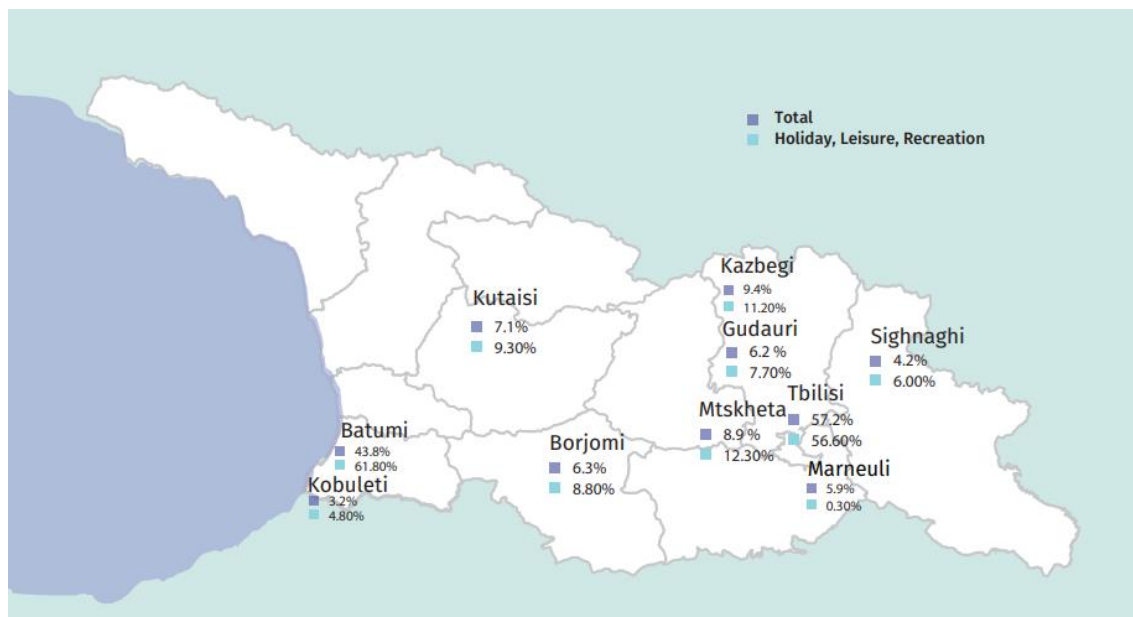 Total
Holiday, Leisure, Recreation
Kazbegi
9.4%
11.20%
Kutaisi
7.1%
9.30%
Gudauri
6.2 %
7.70%
Sighnaghi
4.2%
6.00%
Tbilisi
57.2%
56.60%
Mtskheta
8.9 %
12.30%
Batumi
43.8%
61.80%
Borjomi
6.3%
8.80%
Marneuli
5.9%
0.30%
Kobuleti
3.2%
4.80%